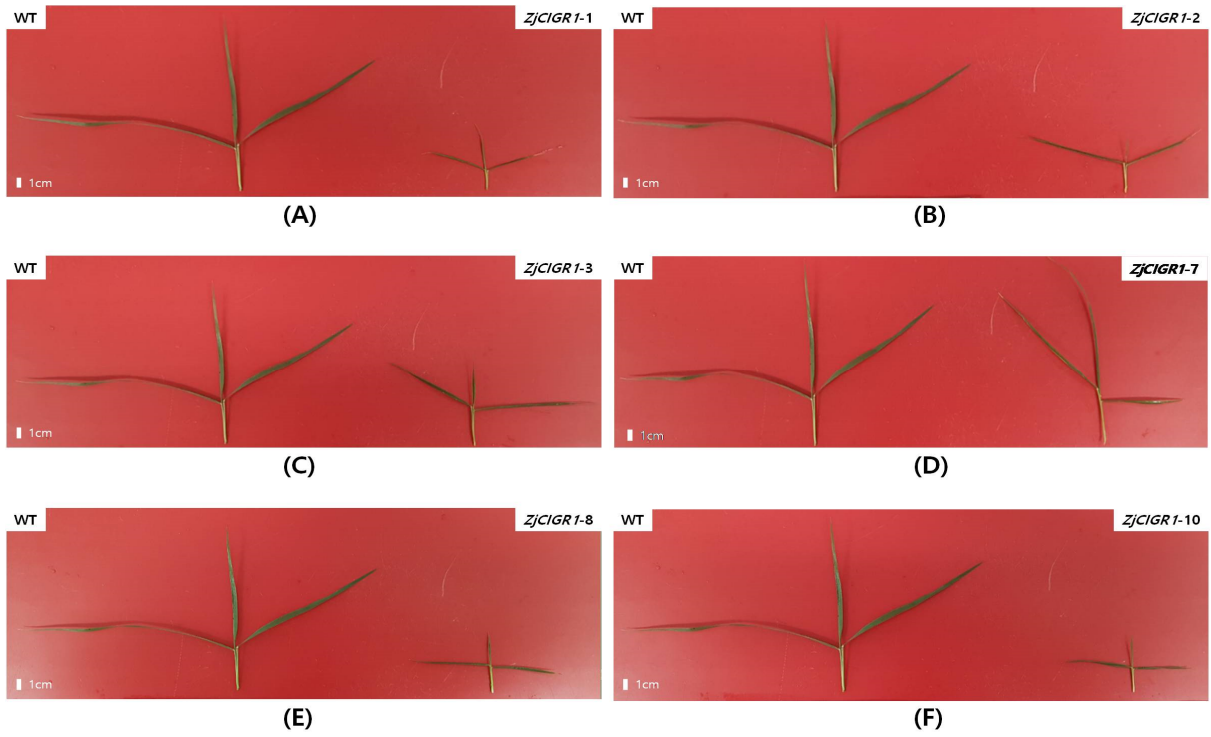 WT ZjCIGR1-1
1cm
(A)
WT ZjCIGR1-2
1cm
(B)
WT ZjCIGR1-3
1cm
(C)
WT ZjCIGR1-7
1cm
(D)
WT ZjCIGR1-8
1cm
(E)
WT ZjCIGR1-10
1cm
(F)